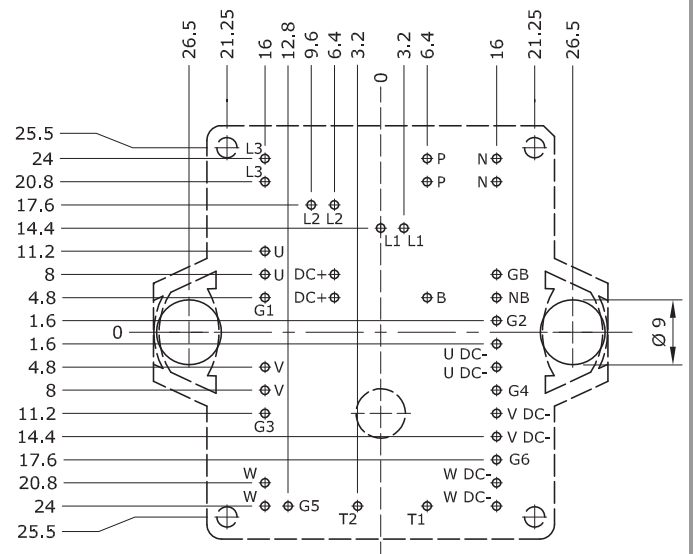 26.5 21.25 16 12.8 9.6 6.4 3.2 0 3.2 6.4 16 21.25 26.5
25.5
24 L3 P N
20.8 L3 P N
17.6 L2 L2
14.4 L1 L1
11.2 U
8 U DC+ GB
4.8 G1 DC+ B NB
1.6 G2
0 Ø 9
1.6 U DC-
4.8 V U DC-
8 V G4
11.2 G3 V DC-
14.4 V DC-
17.6 G6
20.8 W W DC-
24 W G5 T2 T1 W DC-
25.5